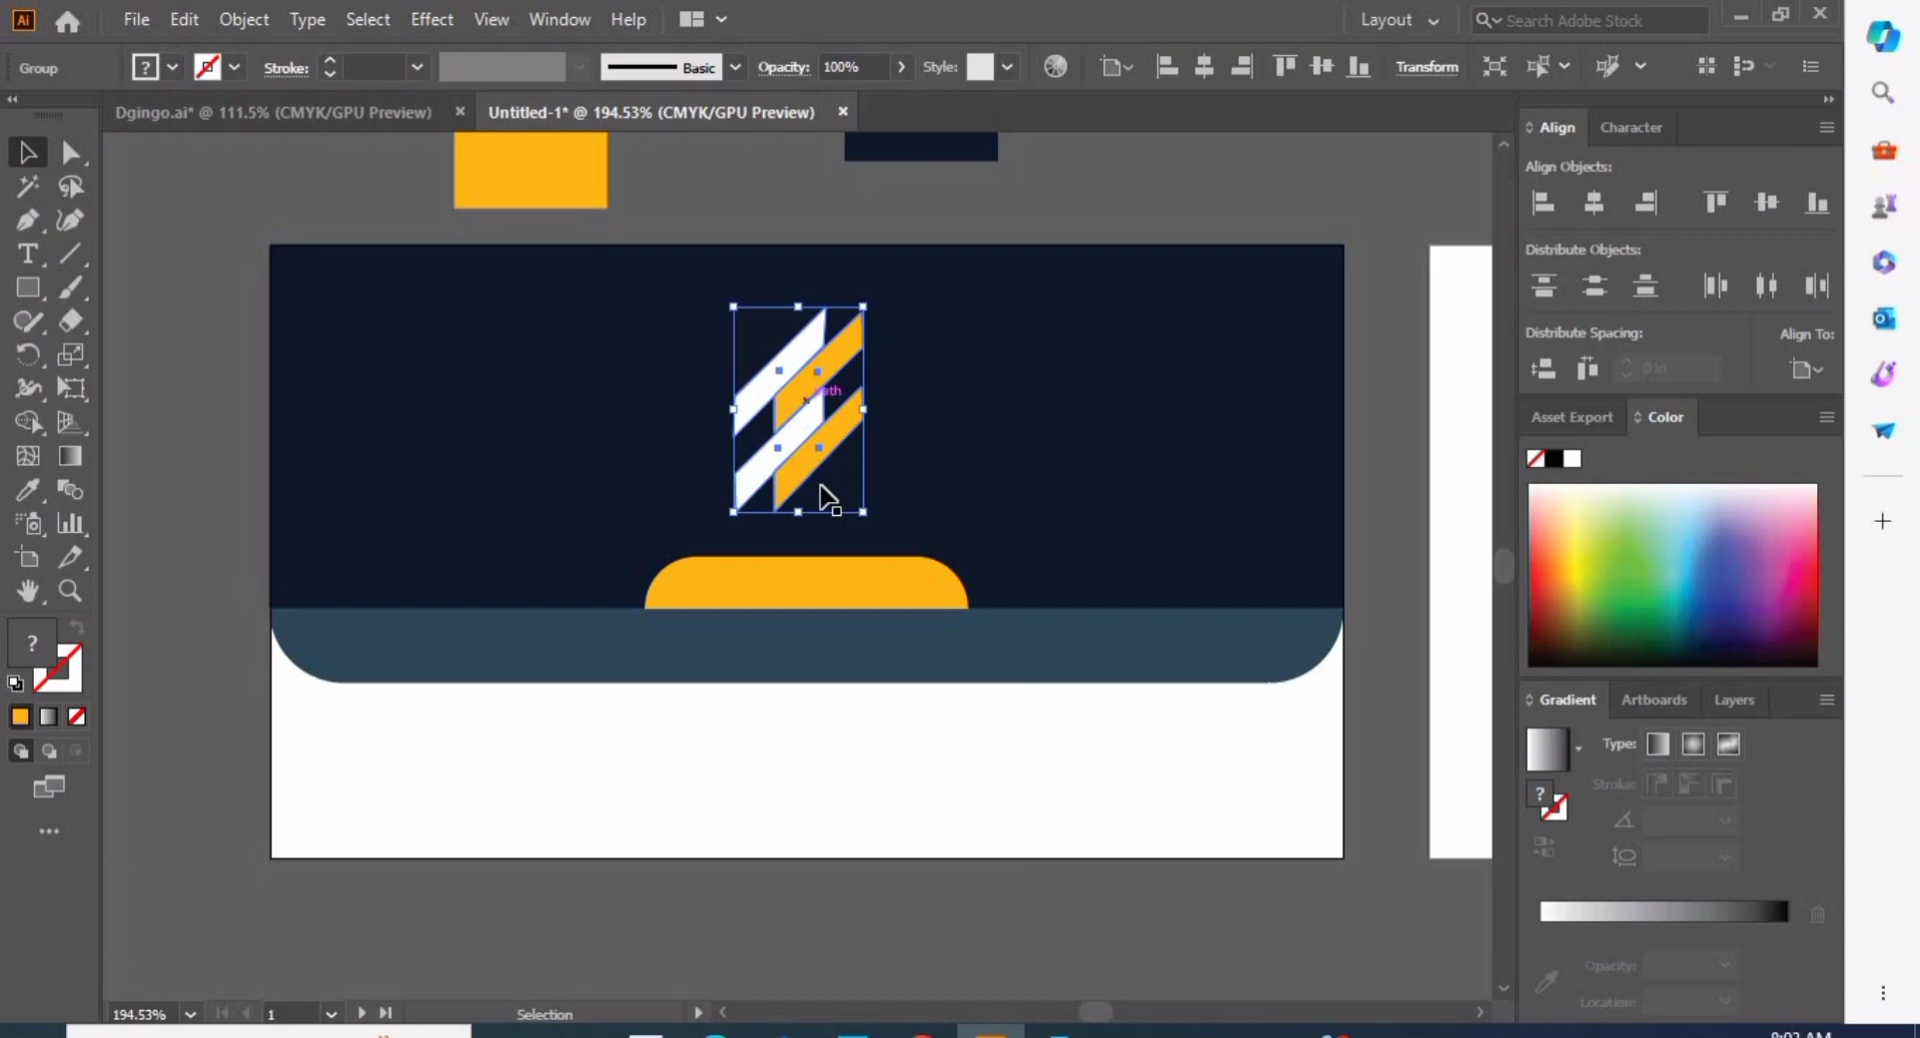 Ai File Edit Object Type Select Effect View Window Help Layout Search Adobe Stock
Group ? Stroke: Basic Opacity: 100% Style: Transform
Dgingo.ai* @ 111.5% (CMYK/GPU Preview) Untitled-1* @ 194.53% (CMYK/GPU Preview)
Align Character
Align Objects:
Distribute Objects:
Distribute Spacing: Align To:
0 in
Asset Export Color
?
Gradient Artboards Layers
Type:
Stroke:
?
Opacity:
Location:
194.53% 1 Selection